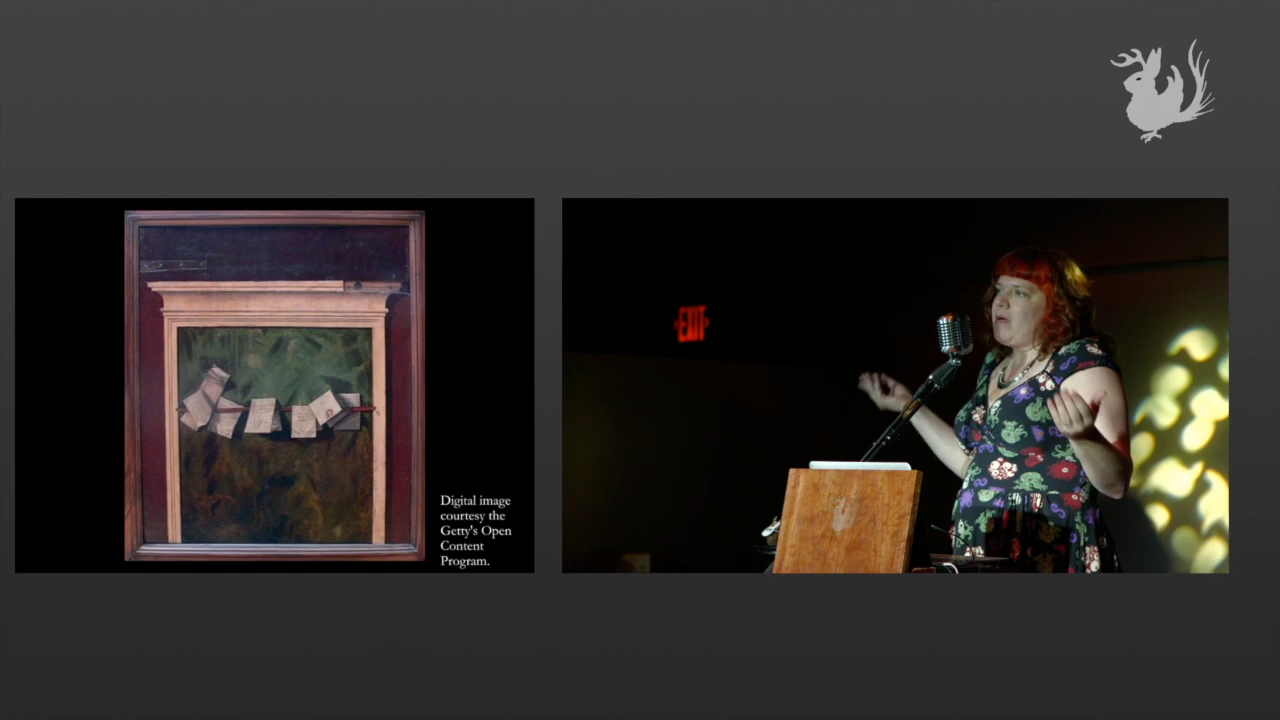 Digital image
courtesy the
Getty's Open
Content
Program.
EXIT